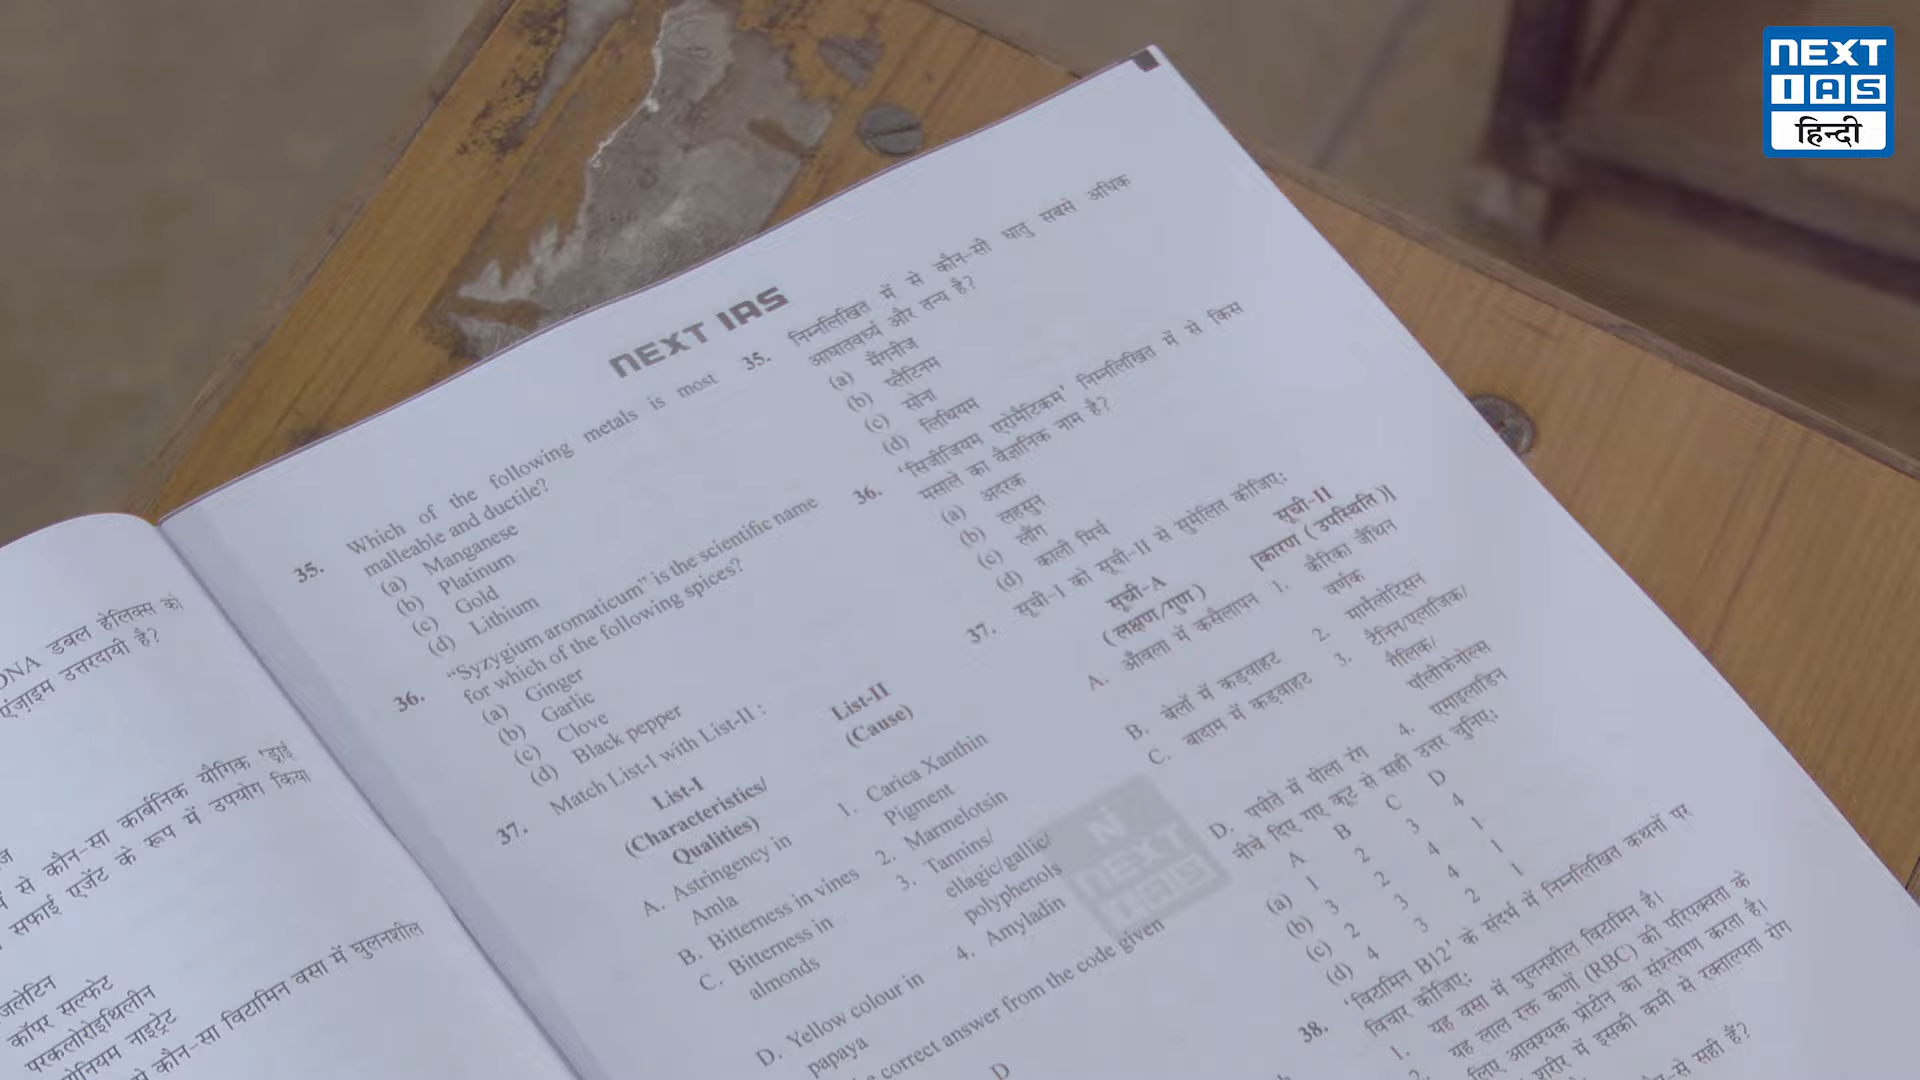 NEXT
IAS
हिन्दी
NEXT IAS
35. Which of the following metals is most
malleable and ductile?
(a) Manganese
(b) Platinum
(c) Gold
(d) Lithium
36. “Syzygium aromaticum” is the scientific name
for which of the following spices?
(a) Ginger
(b) Garlic
(c) Clove
(d) Black pepper
37. Match List-I with List-II :
List-I List-II
(Characteristics/ (Cause)
Qualities)
A. Astringency in 1. Carica Xanthin
Amla Pigment
B. Bitterness in vines 2. Marmelotsin
C. Bitterness in 3. Tannins/
almonds ellagic/gallic/
polyphenols
D. Yellow colour in 4. Amyladin
papaya
correct answer from the code given
D
35. निम्नलिखित में से कौन-सी धातु सबसे अधिक
आघातवर्ध्य और तन्य है?
(a) मैंगनीज
(b) प्लैटिनम
(c) सोना
(d) लिथियम
36. ‘सिजीजियम एरोमैटिकम’ निम्नलिखित में से किस
मसाले का वैज्ञानिक नाम है?
(a) अदरक
(b) लहसुन
(c) लौंग
(d) काली मिर्च
37. सूची-I को सूची-II से सुमेलित कीजिए:
सूची-A सूची-II
(लक्षण/गुण) [कारण (उपस्थिति)]
A. आँवला में कसैलापन 1. कैरिका जैंथिन
वर्णक
B. बेलों में कड़वाहट 2. मार्मेलोट्सिन
C. बादाम में कड़वाहट 3. टैनिन/एलाजिक/
गैलिक/
पॉलीफेनोल्स
D. पपीते में पीला रंग 4. एमाइलाडिन
नीचे दिए गए कूट से सही उत्तर चुनिए:
A B C D
(a) 1 2 3 4
(b) 3 2 4 1
(c) 2 3 4 1
(d) 4 3 2 1
38. ‘विटामिन B12’ के संदर्भ में निम्नलिखित कथनों पर
विचार कीजिए:
1. यह वसा में घुलनशील विटामिन है।
2. यह लाल रक्त कणों (RBC) की परिपक्वता के
लिए आवश्यक प्रोटीन का संश्लेषण करता है।
शरीर में इसकी कमी से रक्ताल्पता रोग
से सही है?
NEXT
IAS
DNA डबल हेलिक्स को
एंजाइम उत्तरदायी है?
से कौन-सा कार्बनिक यौगिक 'ड्राई
सफाई एजेंट के रूप में उपयोग किया
जेलेटिन
कॉपर सल्फेट
परक्लोरोइथिलीन
नाइट्रेट
कौन-सा विटामिन वसा में घुलनशील